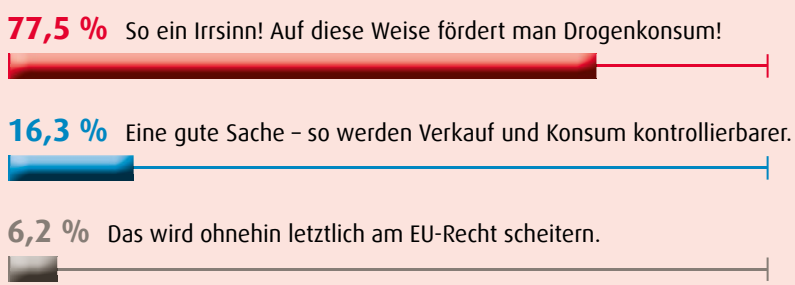 77,5 % So ein Irrsinn! Auf diese Weise fördert man Drogenkonsum!
16,3 % Eine gute Sache – so werden Verkauf und Konsum kontrollierbarer.
6,2 % Das wird ohnehin letztlich am EU-Recht scheitern.